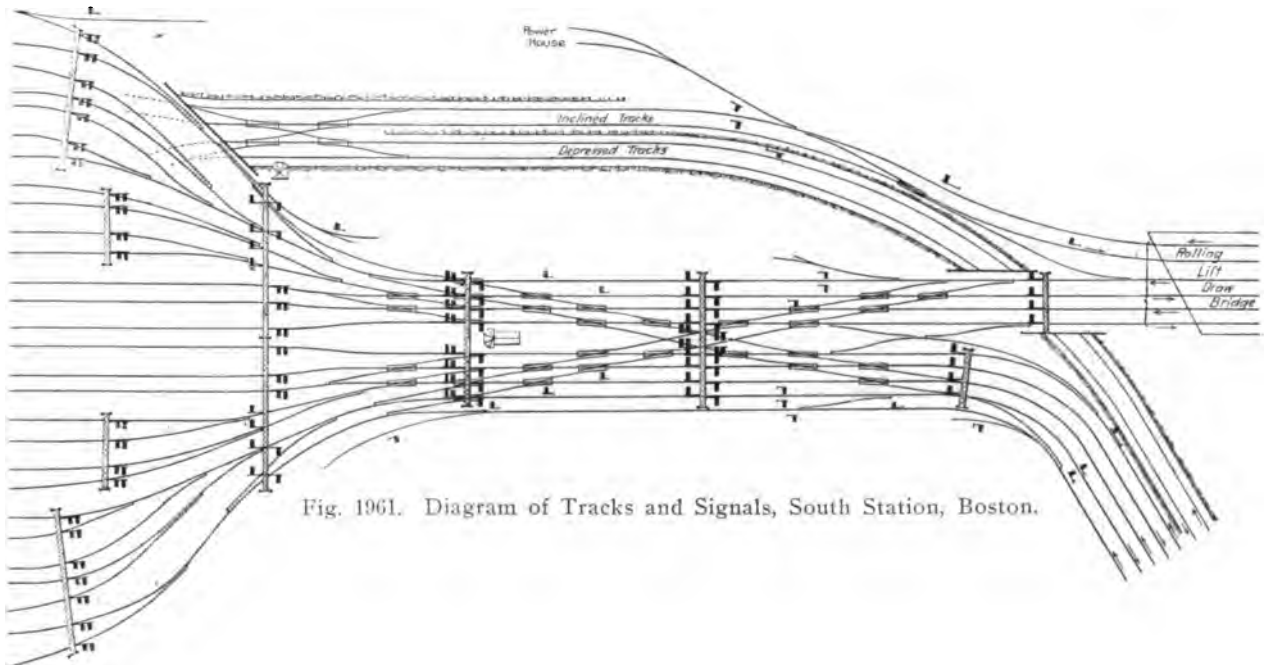 Power
House
Inclined Tracks
Depressed Tracks
Rolling
Lift
Draw
Bridge
Fig. 1961. Diagram of Tracks and Signals, South Station, Boston.